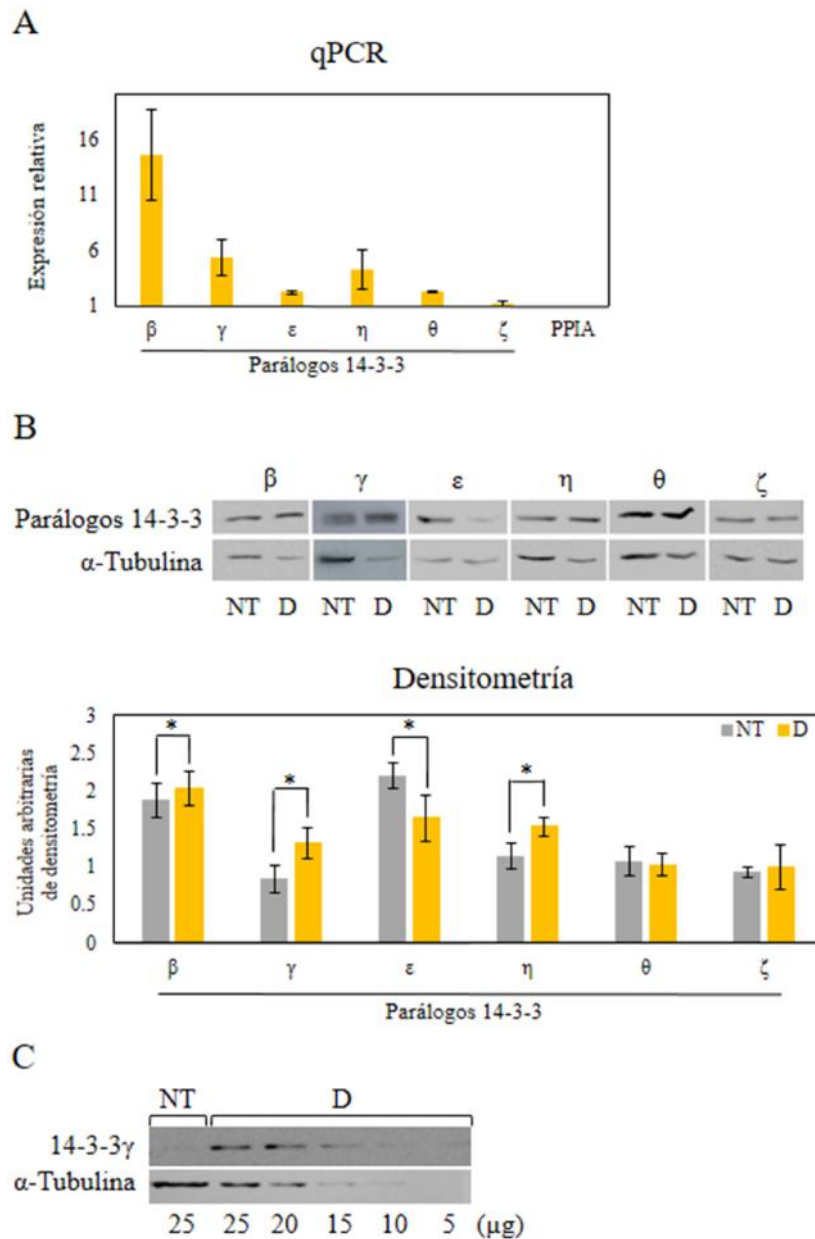 A
qPCR
Expresión relativa
16
11
6
1
β γ ε η θ ζ PPIA
Parálogos 14-3-3
B
β γ ε η θ ζ
Parálogos 14-3-3
α-Tubulina
NT D NT D NT D NT D NT D NT D
Densitometría
Unidades arbitrarias
de densitometría
3
2.5
2
1.5
1
0.5
0
NT D
* * * *
β γ ε η θ ζ
Parálogos 14-3-3
C
NT D
14-3-3γ
α-Tubulina
25 25 20 15 10 5 (µg)